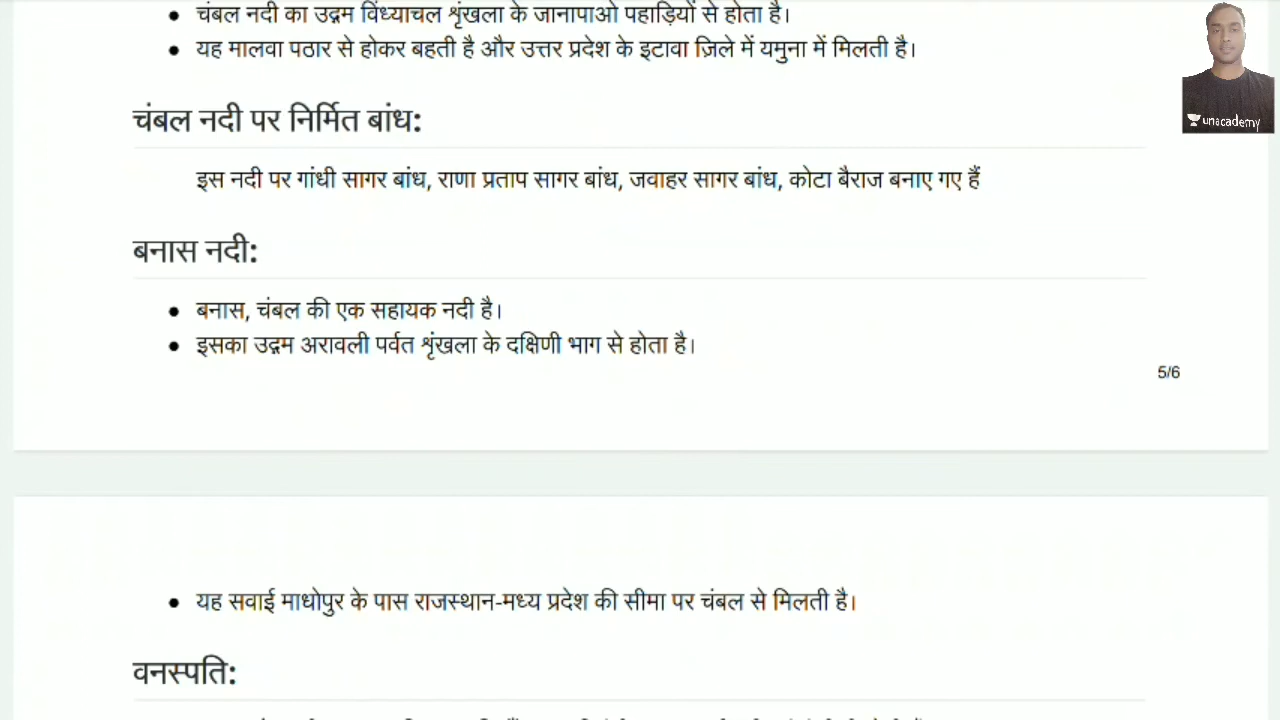 चंबल नदी का उद्गम विंध्याचल शृंखला के जानापाओ पहाड़ियों से होता है।
यह मालवा पठार से होकर बहती है और उत्तर प्रदेश के इटावा ज़िले में यमुना में मिलती है।
unacademy
चंबल नदी पर निर्मित बांध:
इस नदी पर गांधी सागर बांध, राणा प्रताप सागर बांध, जवाहर सागर बांध, कोटा बैराज बनाए गए हैं
बनास नदी:
बनास, चंबल की एक सहायक नदी है।
इसका उद्गम अरावली पर्वत शृंखला के दक्षिणी भाग से होता है।
5/6
यह सवाई माधोपुर के पास राजस्थान-मध्य प्रदेश की सीमा पर चंबल से मिलती है।
वनस्पति: